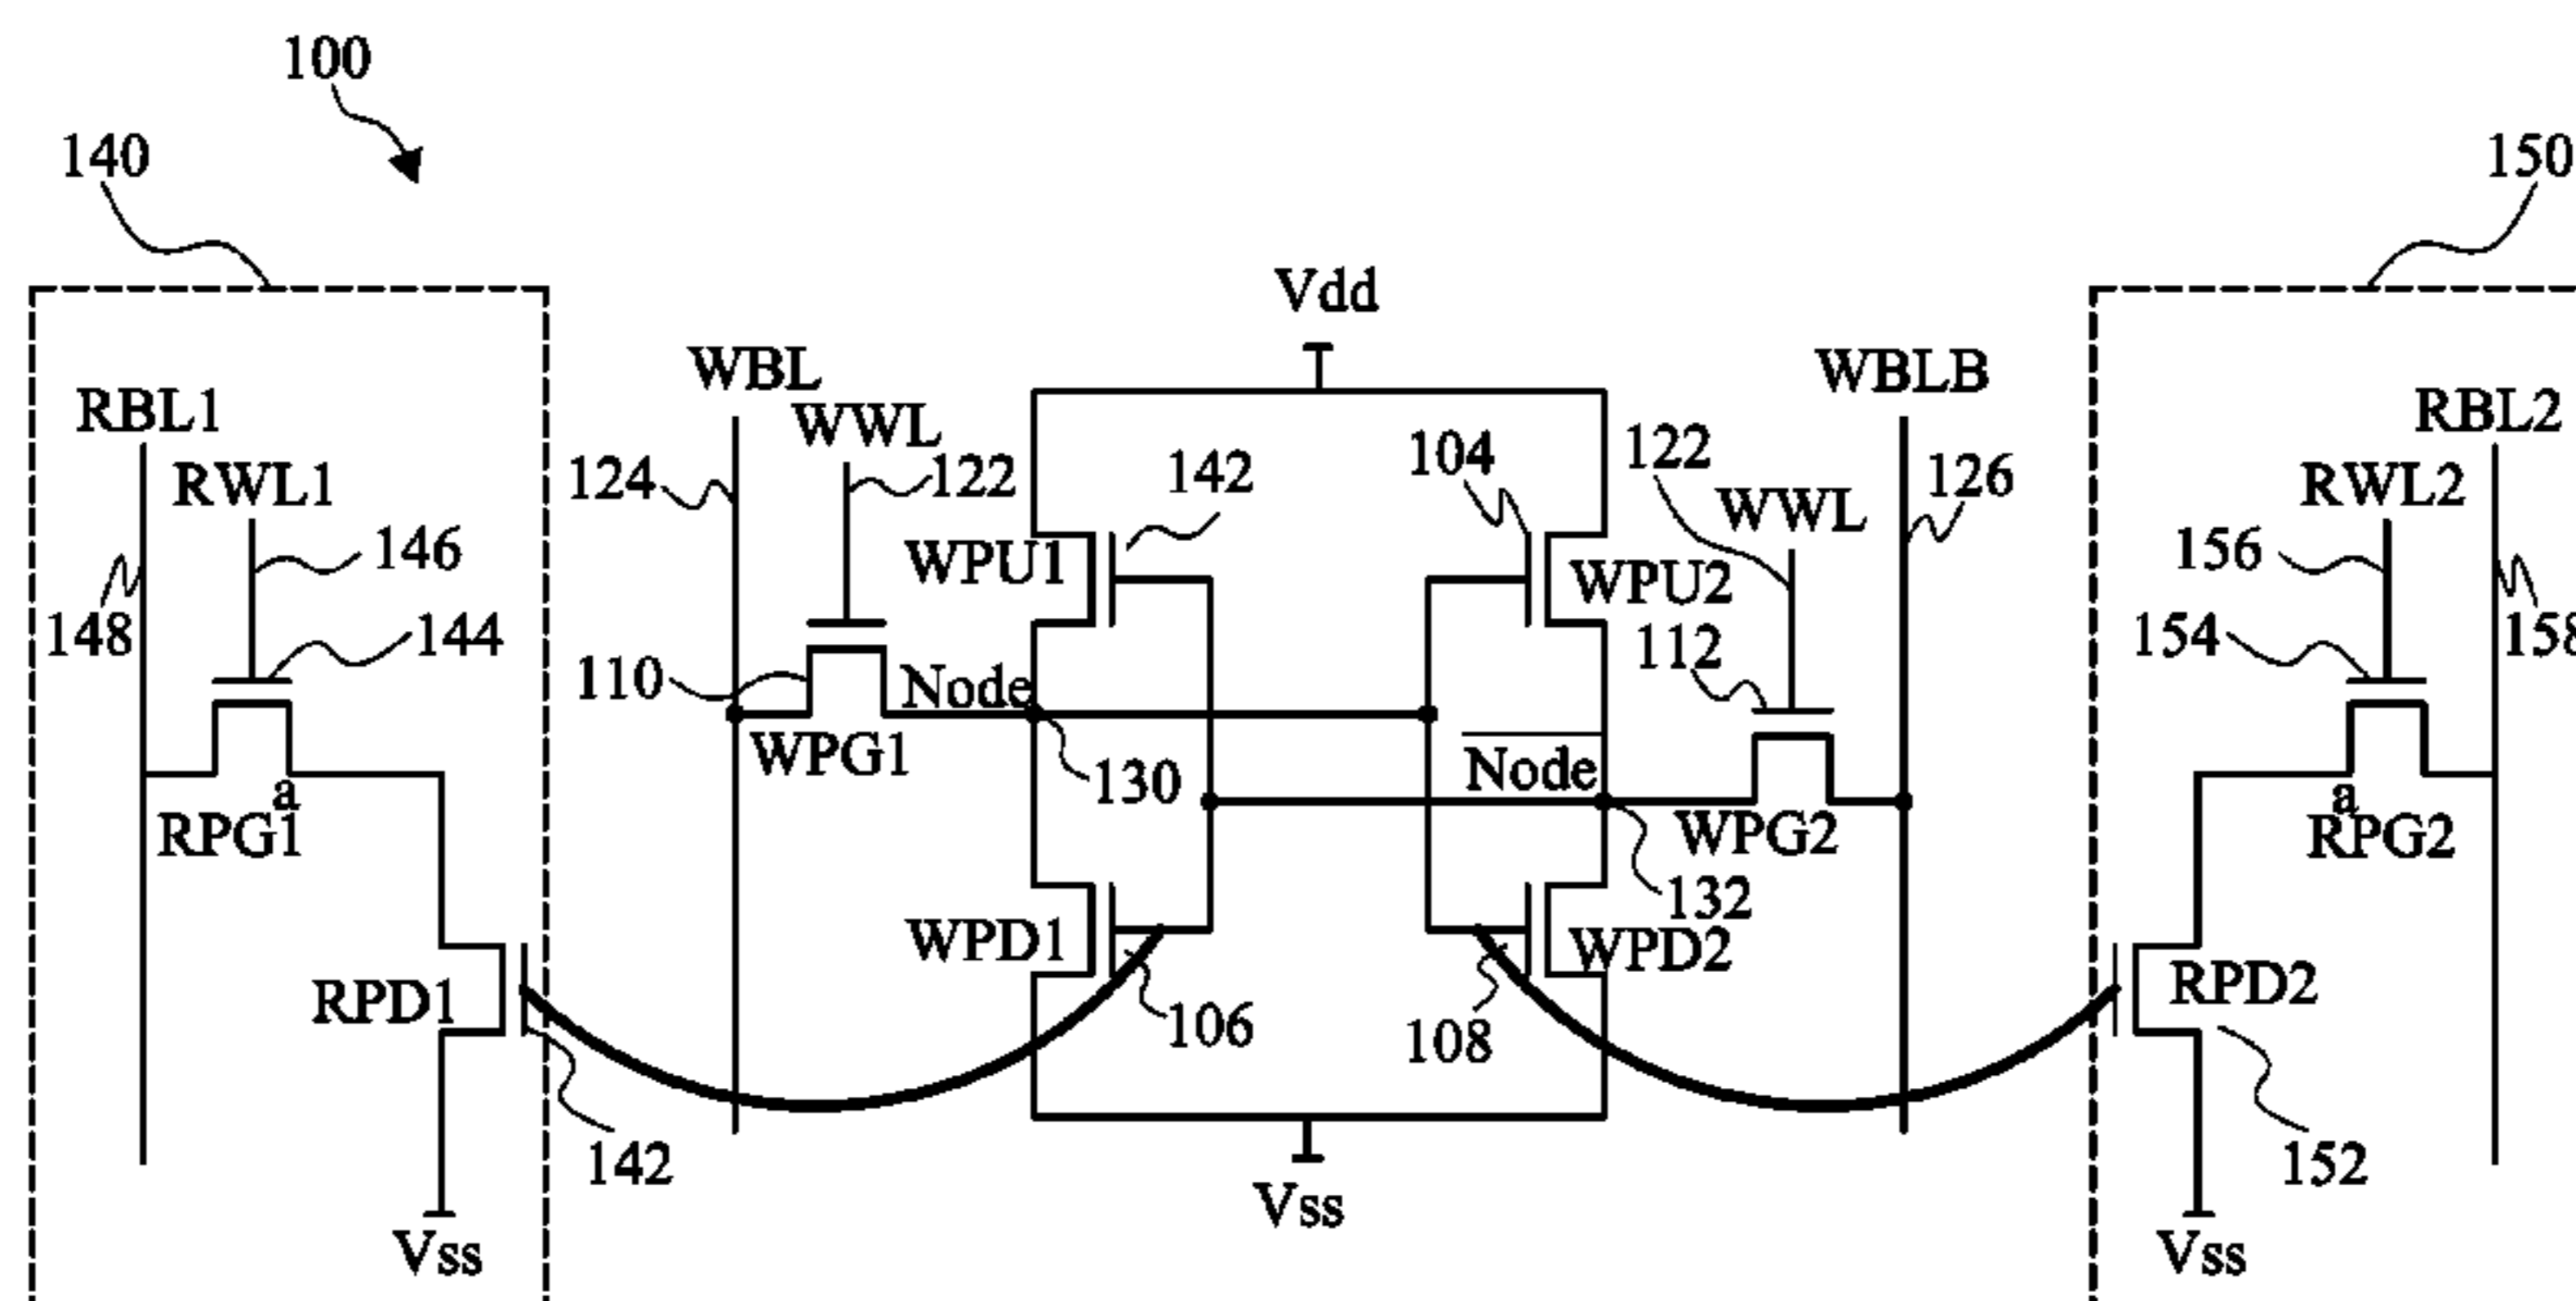 100
140
150
Vdd
WBL
WBLB
RBL1
WWL
RBL2
RWL1
124
122
142
104
122
WWL
126
RWL2
146
WPU1
WPU2
156
148
144
110
Node
112
154
158
WPG1
130
Node
a
RPG1
WPG2
a
RPG2
132
WPD1
WPD2
RPD1
106
108
RPD2
142
152
Vss
Vss
Vss